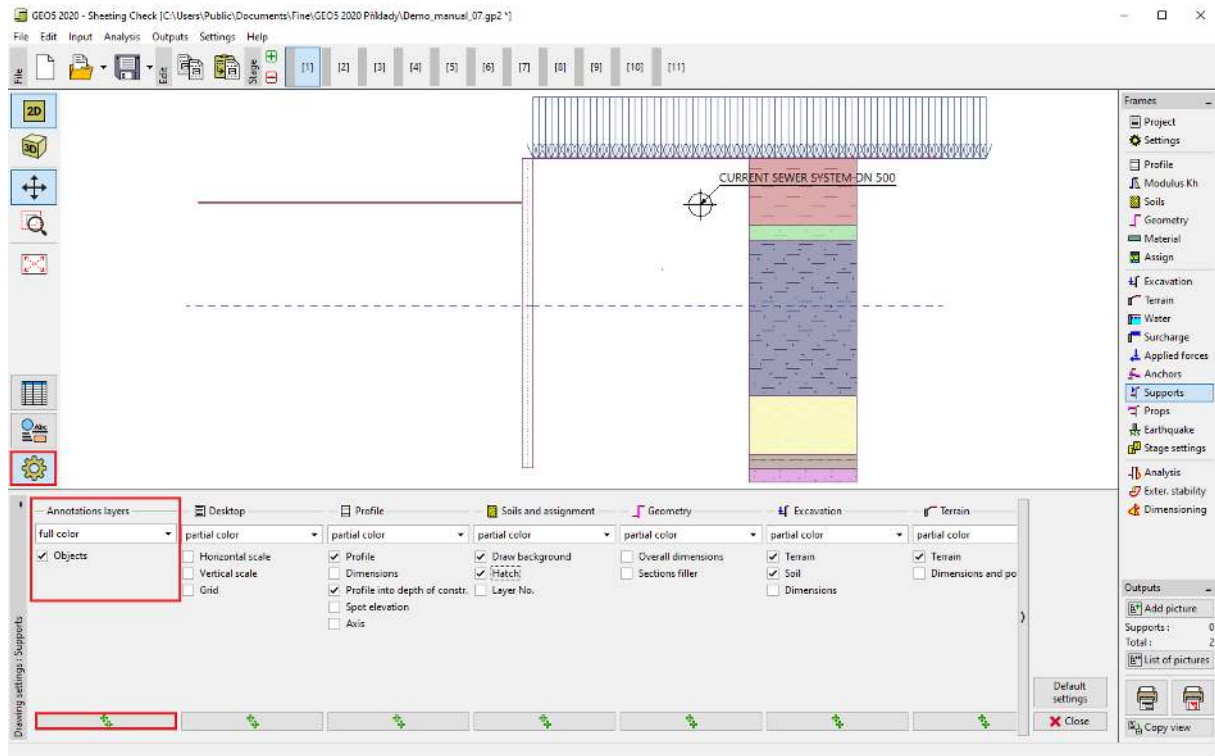 GEO5 2020 - Sheeting Check [C:\Users\Public\Documents\Fine\GEO5 2020 Příklady\Demo_manual_07.gp2 *]
File Edit Input Analysis Outputs Settings Help
File
Edit
Stage
[1] [2] [3] [4] [5] [6] [7] [8] [9] [10] [11]
2D
3D
Abc
CURRENT SEWER SYSTEM-DN 500
Frames
Project
Settings
Profile
Modulus Kh
Soils
Geometry
Material
Assign
Excavation
Terrain
Water
Surcharge
Applied forces
Anchors
Supports
Props
Earthquake
Stage settings
Analysis
Exter. stability
Dimensioning
Outputs
Add picture
Supports : 0
Total : 2
List of pictures
Copy view
Drawing settings : Supports
Annotations layers
full color
Objects
Desktop
partial color
Horizontal scale
Vertical scale
Grid
Profile
partial color
Profile
Dimensions
Profile into depth of constr.
Spot elevation
Axis
Soils and assignment
partial color
Draw background
Hatch
Layer No.
Geometry
partial color
Overall dimensions
Sections filler
Excavation
partial color
Terrain
Soil
Dimensions
Terrain
partial color
Terrain
Dimensions and po
Default
settings
Close